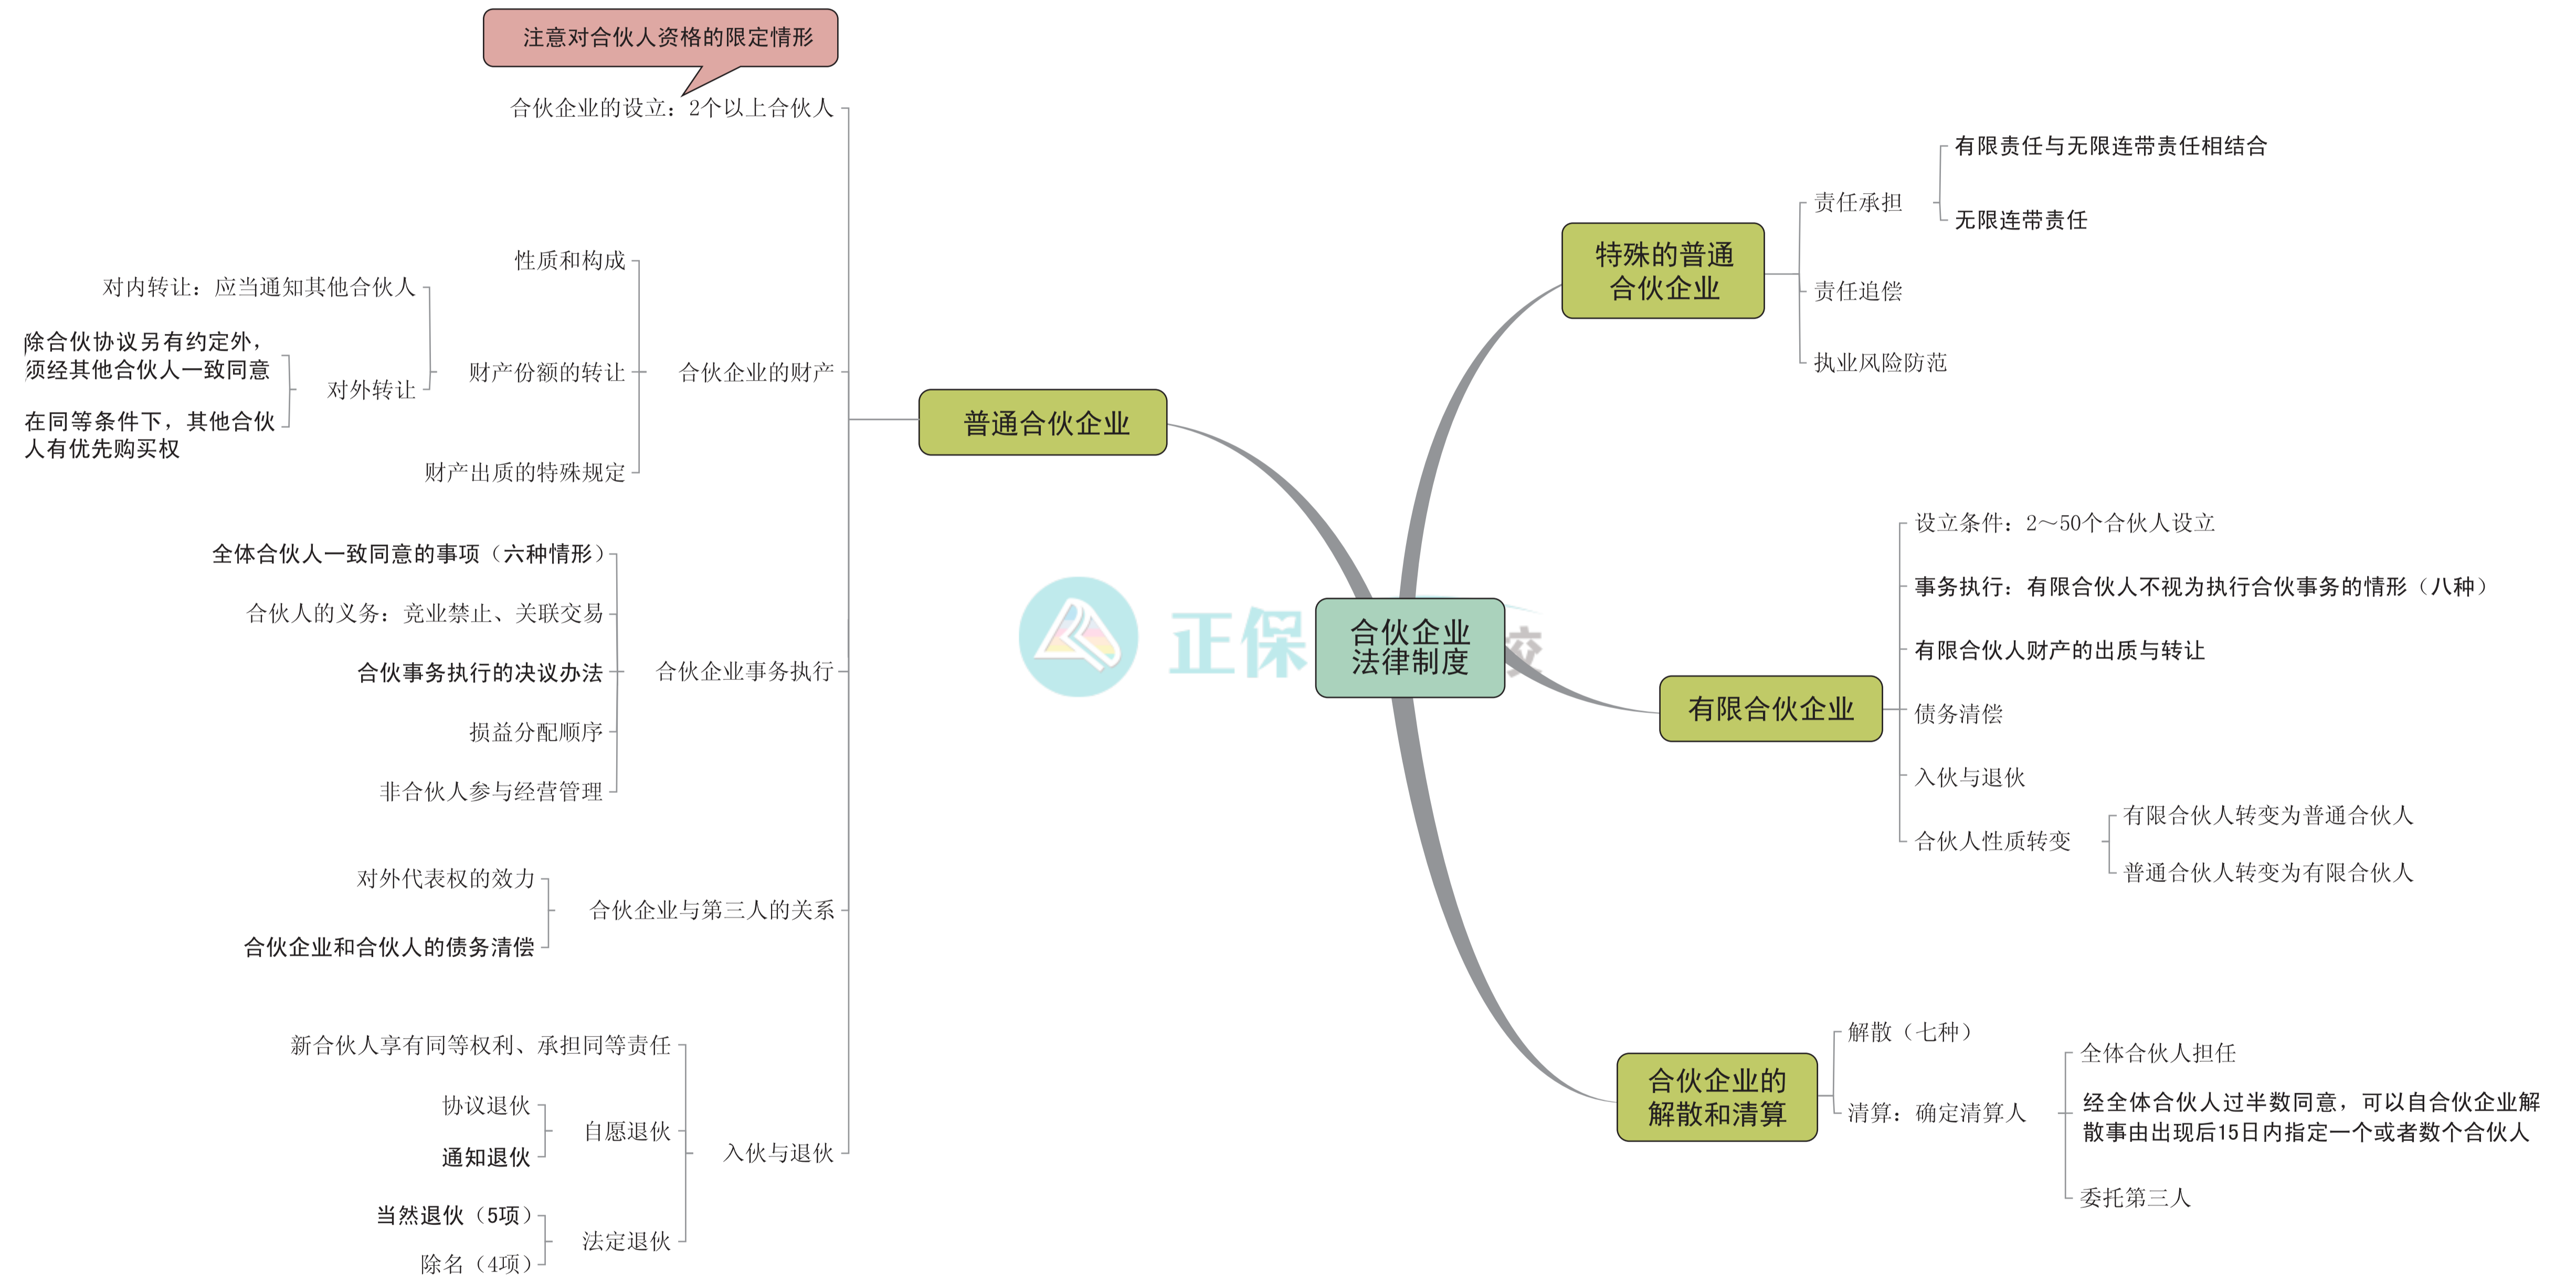 注意对合伙人资格的限定情形
合伙企业的设立：2个以上合伙人
性质和构成
对内转让：应当通知其他合伙人
除合伙协议另有约定外，
须经其他合伙人一致同意
对外转让
在同等条件下，其他合伙
人有优先购买权
财产份额的转让
财产出质的特殊规定
合伙企业的财产
普通合伙企业
全体合伙人一致同意的事项（六种情形）
合伙人的义务：竞业禁止、关联交易
合伙事务执行的决议办法
损益分配顺序
非合伙人参与经营管理
合伙企业事务执行
对外代表权的效力
合伙企业和合伙人的债务清偿
合伙企业与第三人的关系
新合伙人享有同等权利、承担同等责任
协议退伙
通知退伙
自愿退伙
当然退伙（5项）
除名（4项）
法定退伙
入伙与退伙
正保
校
合伙企业
法律制度
特殊的普通
合伙企业
责任承担
有限责任与无限连带责任相结合
无限连带责任
责任追偿
执业风险防范
有限合伙企业
设立条件：2～50个合伙人设立
事务执行：有限合伙人不视为执行合伙事务的情形（八种）
有限合伙人财产的出质与转让
债务清偿
入伙与退伙
合伙人性质转变
有限合伙人转变为普通合伙人
普通合伙人转变为有限合伙人
合伙企业的
解散和清算
解散（七种）
清算：确定清算人
全体合伙人担任
经全体合伙人过半数同意，可以自合伙企业解
散事由出现后15日内指定一个或者数个合伙人
委托第三人